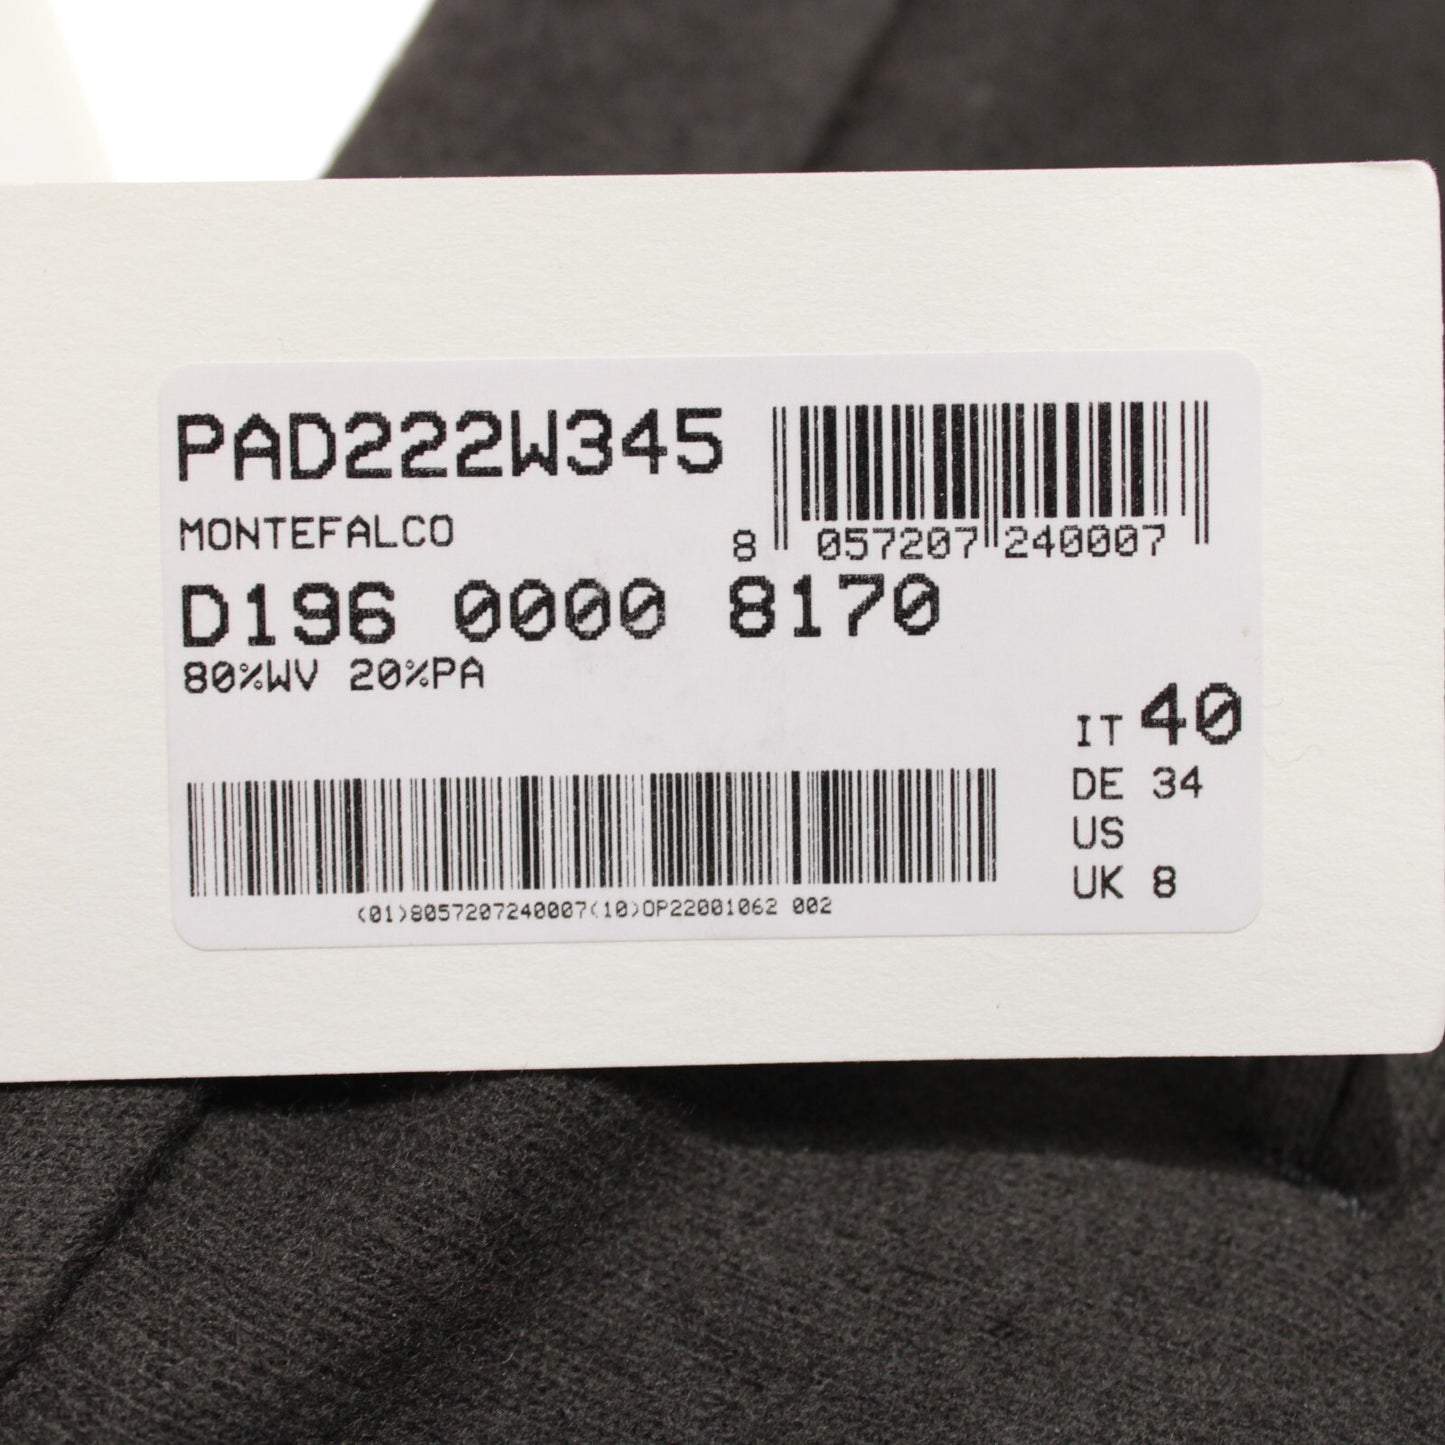 PAD222W345
MONTEFALCO
8 057207 240007
D196 0000 8170
80%WV 20%PA
IT 40
DE 34
US
UK 8
(01)8057207240007(10)OP22001062 002